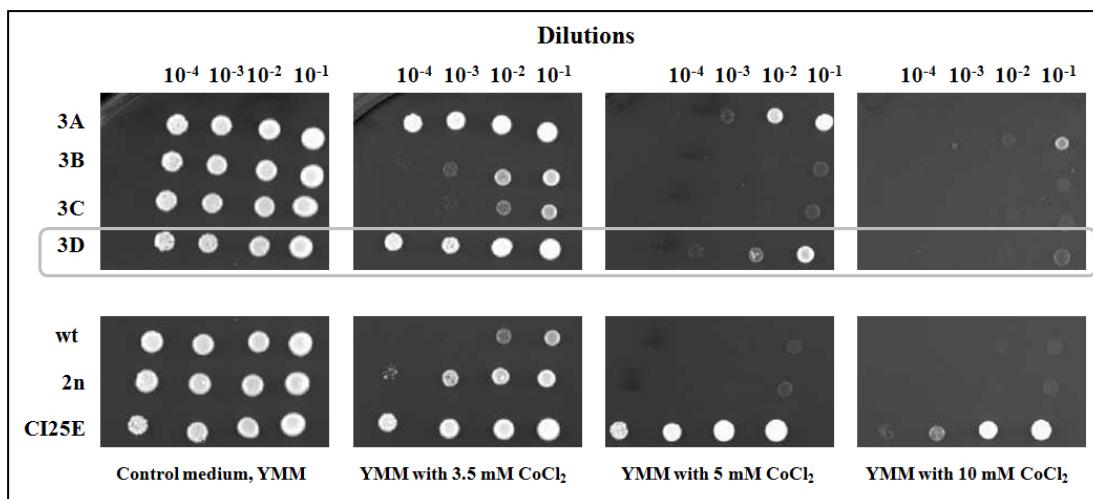 Dilutions
10⁻⁴ 10⁻³ 10⁻² 10⁻¹ 10⁻⁴ 10⁻³ 10⁻² 10⁻¹ 10⁻⁴ 10⁻³ 10⁻² 10⁻¹ 10⁻⁴ 10⁻³ 10⁻² 10⁻¹
3A
3B
3C
3D
wt
2n
CI25E
Control medium, YMM YMM with 3.5 mM CoCl₂ YMM with 5 mM CoCl₂ YMM with 10 mM CoCl₂